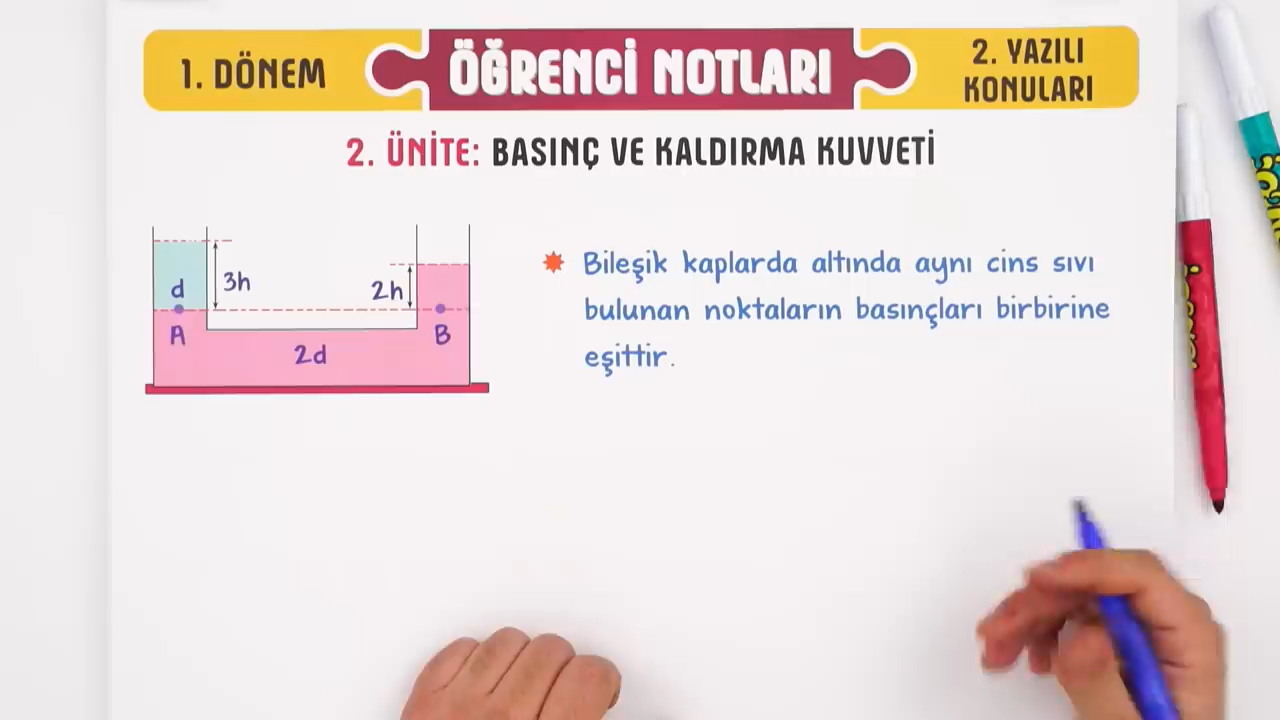 1. DÖNEM
ÖĞRENCİ NOTLARI
2. YAZILI
KONULARI
2. ÜNİTE: BASINÇ VE KALDIRMA KUVVETİ
d
3h
2h
A
B
2d
Bileşik kaplarda altında aynı cins sıvı
bulunan noktaların basınçları birbirine
eşittir.